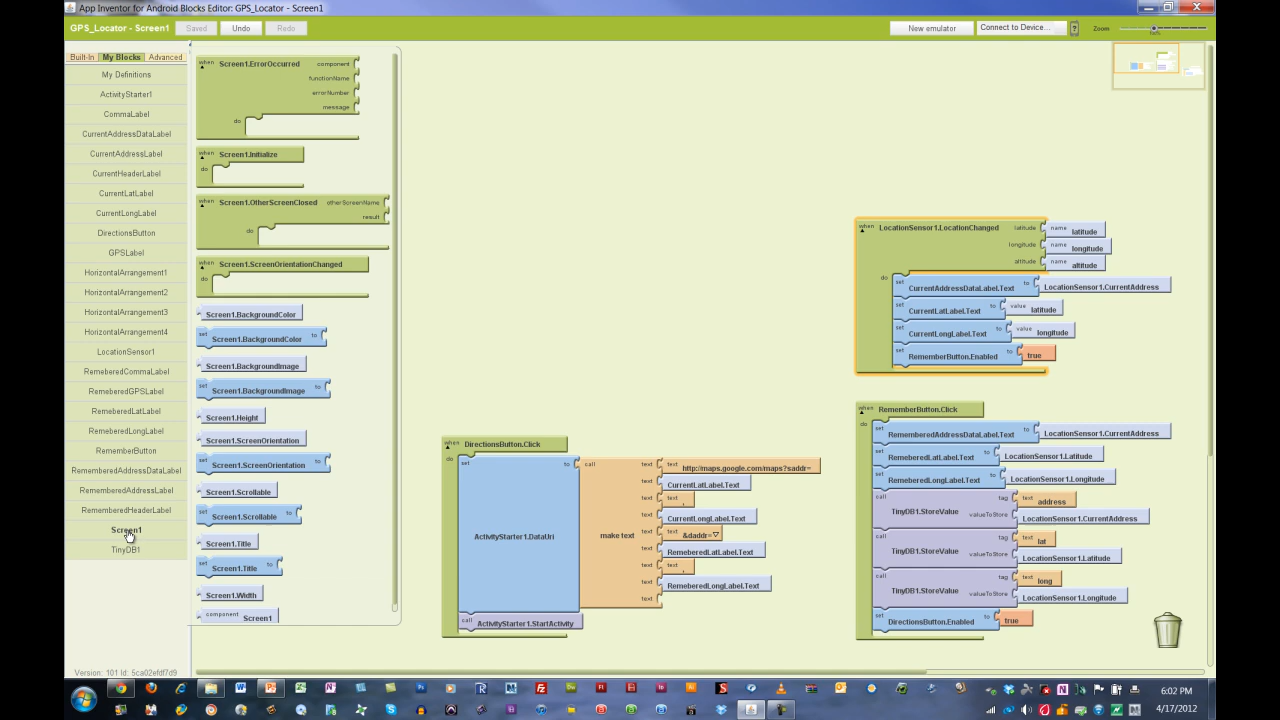 App Inventor for Android Blocks Editor: GPS_Locator - Screen1
GPS_Locator - Screen1
Saved
Undo
Redo
New emulator
Connect to Device...
?
Zoom
Built-In
My Blocks
Advanced
My Definitions
ActivityStarter1
CommaLabel
CurrentAddressDataLabel
CurrentAddressLabel
CurrentHeaderLabel
CurrentLatLabel
CurrentLongLabel
DirectionsButton
GPSLabel
HorizontalArrangement1
HorizontalArrangement2
HorizontalArrangement3
HorizontalArrangement4
LocationSensor1
RemeberedCommaLabel
RemeberedGPSLabel
RemeberedLatLabel
RemeberedLongLabel
RememberButton
RememberedAddressDataLabel
RememberedAddressLabel
RememberedHeaderLabel
Screen1
TinyDB1
Version: 101 Id: 5ca02efdf7d9
when Screen1.ErrorOccurred component
functionName
errorNumber
message
do
when Screen1.Initialize
do
when Screen1.OtherScreenClosed otherScreenName
result
do
when Screen1.ScreenOrientationChanged
do
Screen1.BackgroundColor
set Screen1.BackgroundColor to
Screen1.BackgroundImage
set Screen1.BackgroundImage to
Screen1.Height
Screen1.ScreenOrientation
set Screen1.ScreenOrientation to
Screen1.Scrollable
set Screen1.Scrollable to
Screen1.Title
set Screen1.Title to
Screen1.Width
component Screen1
when DirectionsButton.Click
do
set ActivityStarter1.DataUri to
call make text
text text http://maps.google.com/maps?saddr=
text CurrentLatLabel.Text
text text ,
text CurrentLongLabel.Text
text text &daddr=
text RemeberedLatLabel.Text
text text ,
text RemeberedLongLabel.Text
text
call ActivityStarter1.StartActivity
when LocationSensor1.LocationChanged latitude name latitude
longitude name longitude
altitude name altitude
do
set CurrentAddressDataLabel.Text to LocationSensor1.CurrentAddress
set CurrentLatLabel.Text to value latitude
set CurrentLongLabel.Text to value longitude
set RememberButton.Enabled to true
when RememberButton.Click
do
set RememberedAddressDataLabel.Text to LocationSensor1.CurrentAddress
set RemeberedLatLabel.Text to LocationSensor1.Latitude
set RemeberedLongLabel.Text to LocationSensor1.Longitude
call TinyDB1.StoreValue tag text address
valueToStore LocationSensor1.CurrentAddress
call TinyDB1.StoreValue tag text lat
valueToStore LocationSensor1.Latitude
call TinyDB1.StoreValue tag text long
valueToStore LocationSensor1.Longitude
set DirectionsButton.Enabled to true
6:02 PM
4/17/2012